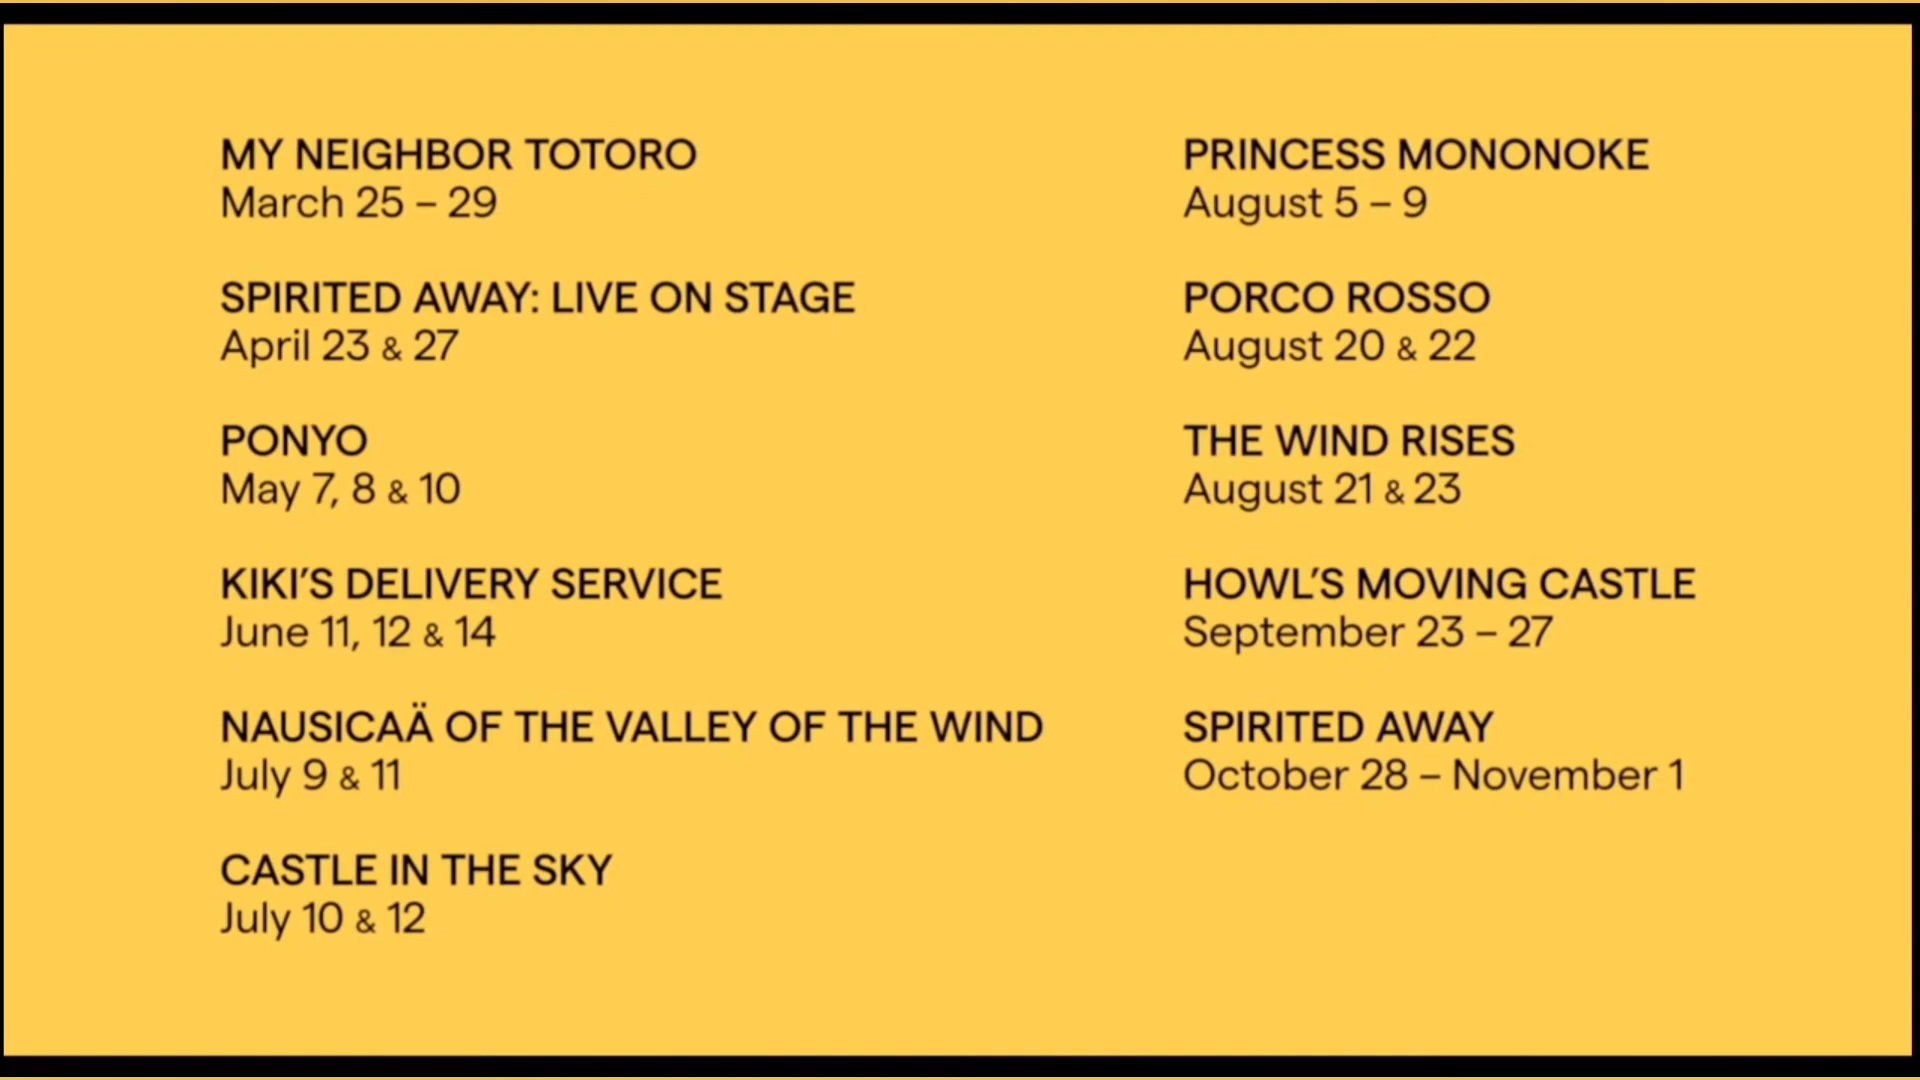 MY NEIGHBOR TOTORO
March 25 – 29
SPIRITED AWAY: LIVE ON STAGE
April 23 & 27
PONYO
May 7, 8 & 10
KIKI’S DELIVERY SERVICE
June 11, 12 & 14
NAUSICAÄ OF THE VALLEY OF THE WIND
July 9 & 11
CASTLE IN THE SKY
July 10 & 12
PRINCESS MONONOKE
August 5 – 9
PORCO ROSSO
August 20 & 22
THE WIND RISES
August 21 & 23
HOWL’S MOVING CASTLE
September 23 – 27
SPIRITED AWAY
October 28 – November 1